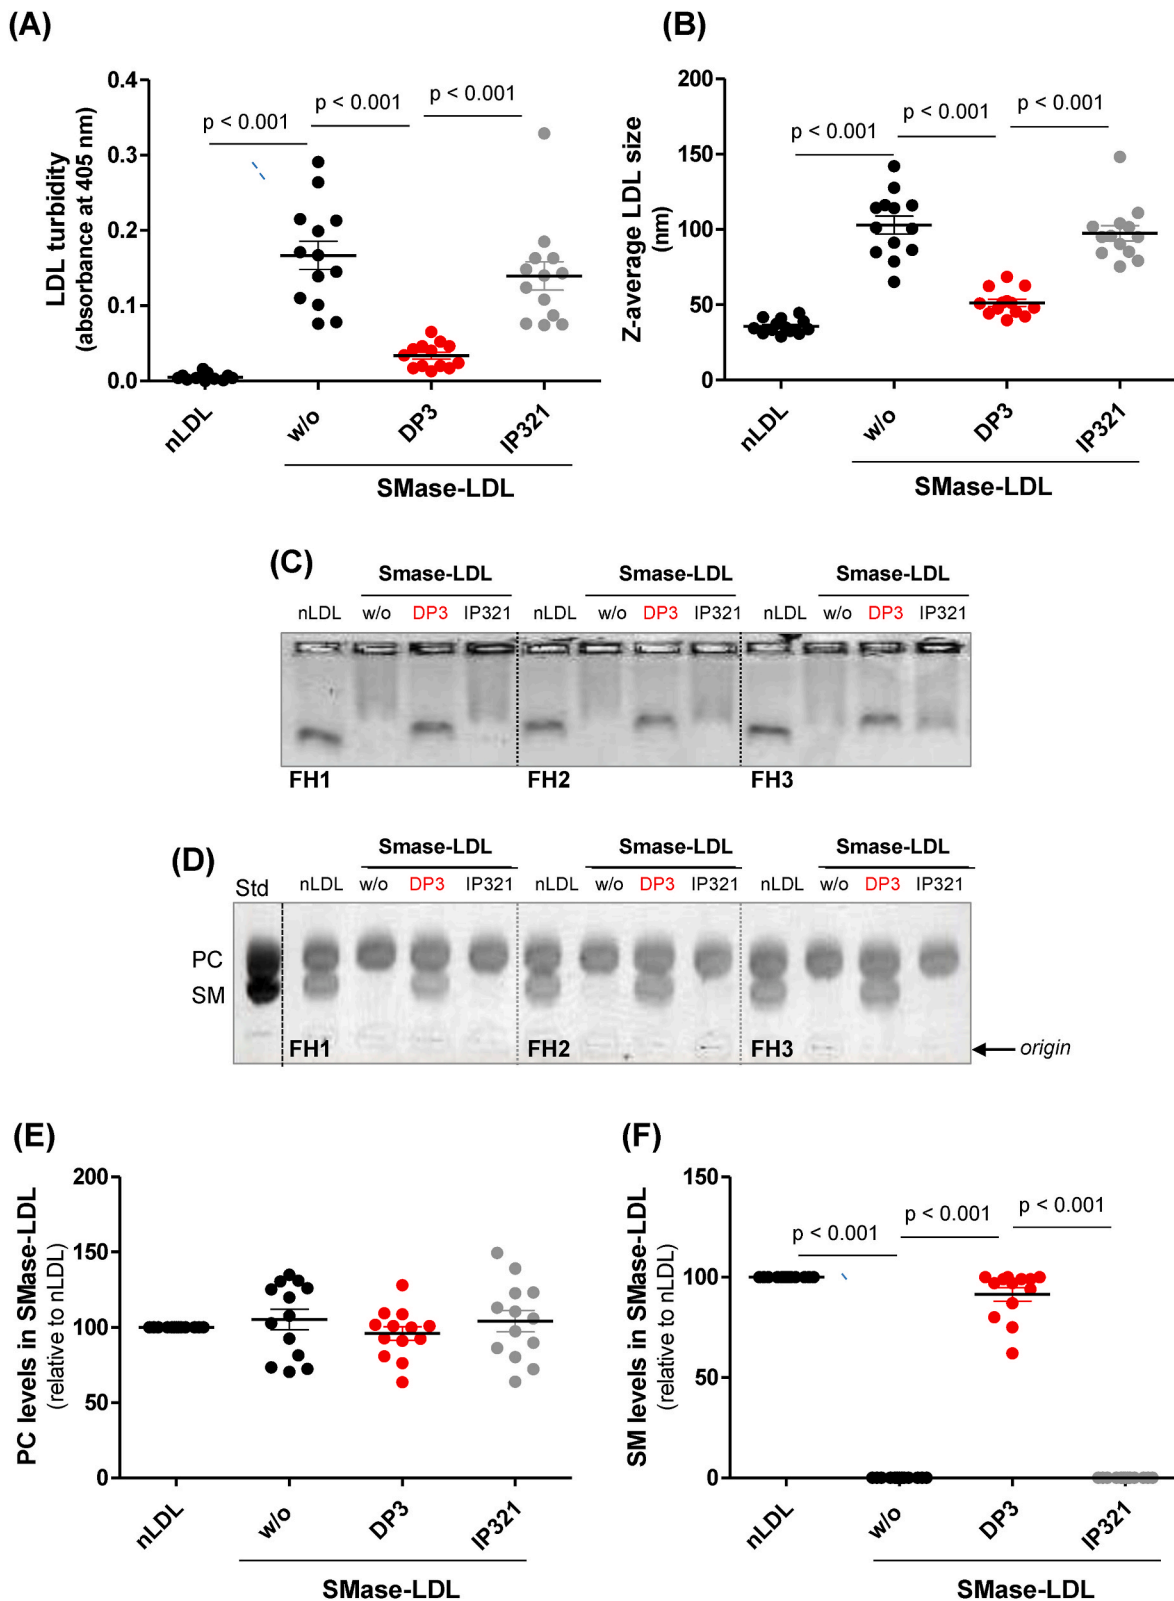 (A)
LDL turbidity
(absorbance at 405 nm)
0.4
0.3
0.2
0.1
0.0
p < 0.001
p < 0.001
p < 0.001
nLDL
w/o
DP3
IP321
SMase-LDL
(B)
Z-average LDL size
(nm)
200
150
100
50
0
p < 0.001
p < 0.001
p < 0.001
nLDL
w/o
DP3
IP321
SMase-LDL
(C)
Smase-LDL
Smase-LDL
Smase-LDL
nLDL w/o DP3 IP321 nLDL w/o DP3 IP321 nLDL w/o DP3 IP321
FH1 FH2 FH3
(D)
Smase-LDL
Smase-LDL
Smase-LDL
Std nLDL w/o DP3 IP321 nLDL w/o DP3 IP321 nLDL w/o DP3 IP321
PC
SM
FH1 FH2 FH3
origin
(E)
PC levels in SMase-LDL
(relative to nLDL)
200
150
100
50
0
nLDL
w/o
DP3
IP321
SMase-LDL
(F)
SM levels in SMase-LDL
(relative to nLDL)
150
100
50
0
p < 0.001
p < 0.001
p < 0.001
nLDL
w/o
DP3
IP321
SMase-LDL